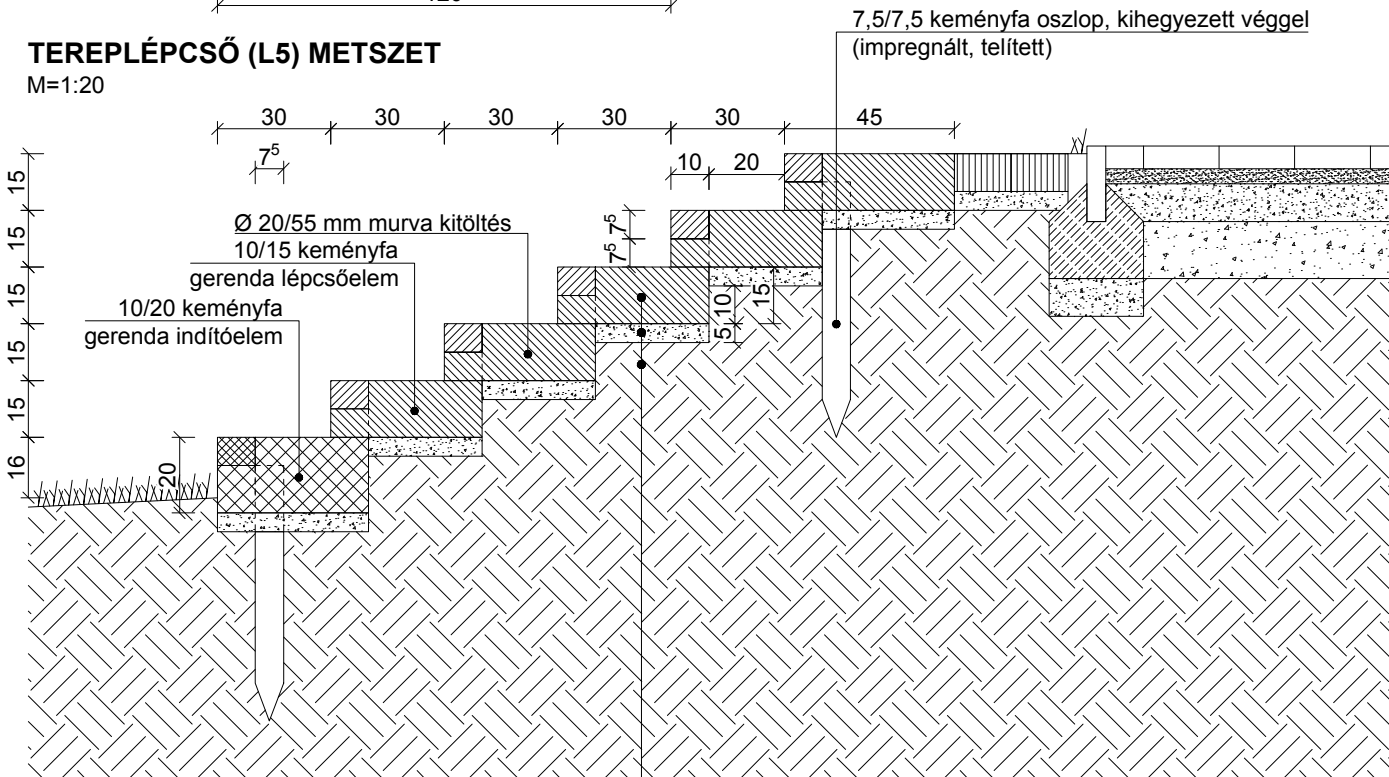 TEREPLÉPCSŐ (L5) METSZET
M=1:20
7,5/7,5 keményfa oszlop, kihegyezett véggel
(impregnált, telített)
30 30 30 30 30 45
7⁵
10 20
15
15
15
15
15
16
Ø 20/55 mm murva kitöltés
10/15 keményfa
gerenda lépcsőelem
10/20 keményfa
gerenda indítóelem
7⁵
7⁵
10
5
15
20